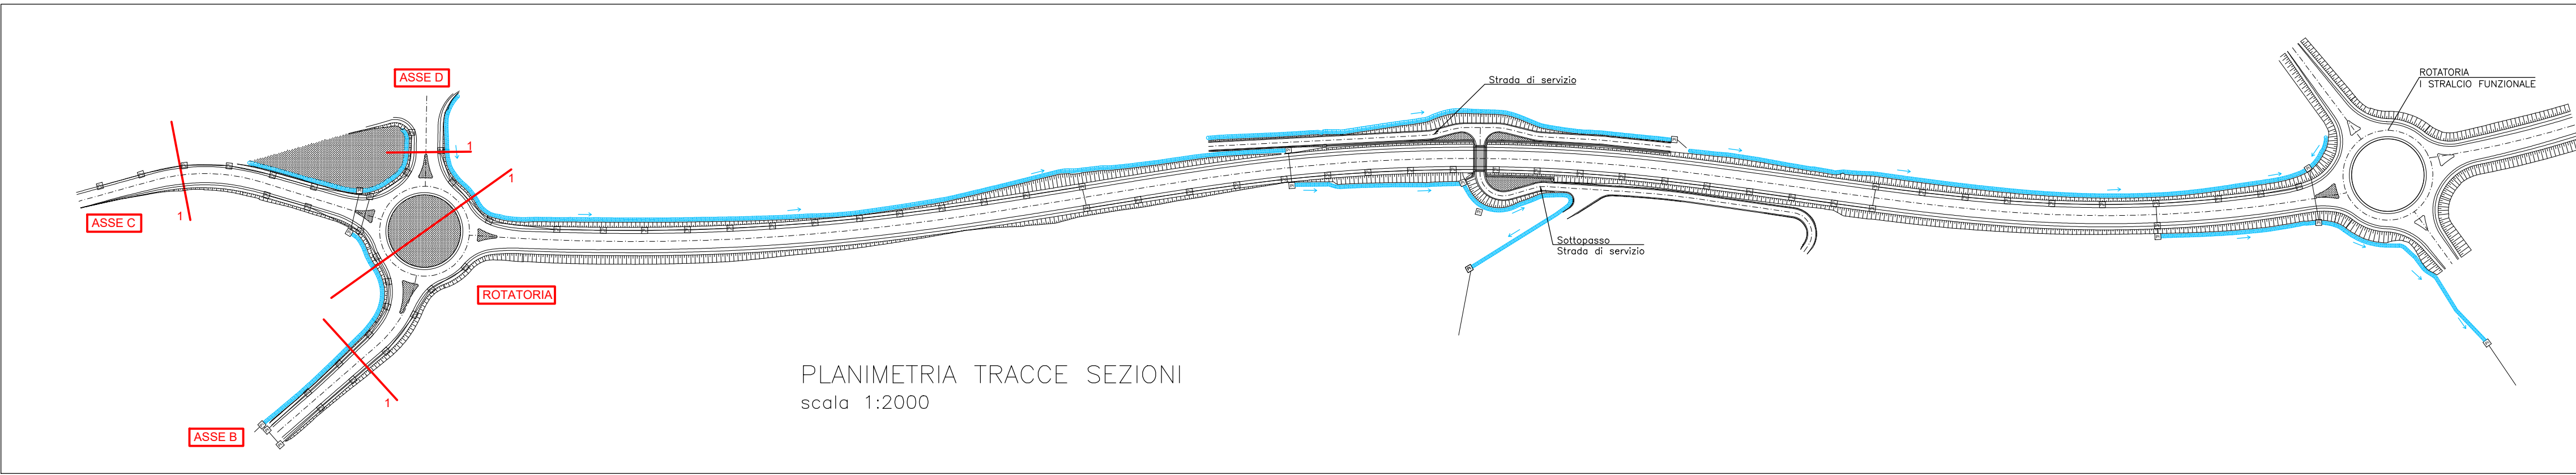 ASSE D
Strada di servizio
ROTATORIA
I STRALCIO FUNZIONALE
1
1
1
ASSE C
Sottopasso
Strada di servizio
ROTATORIA
PLANIMETRIA TRACCE SEZIONI
scala 1:2000
1
ASSE B